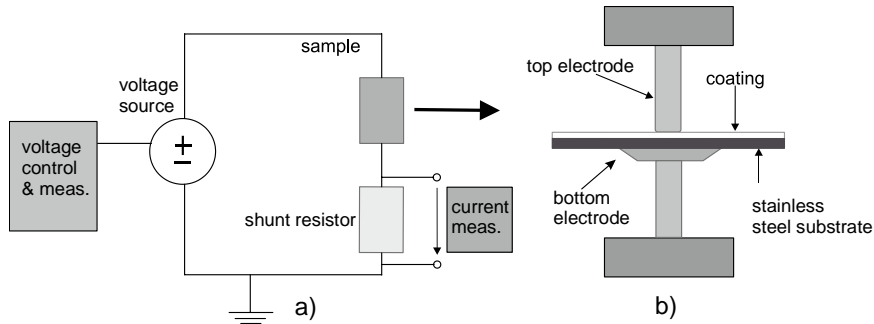 sample
voltage
source
voltage
control
& meas.
±
shunt resistor
current
meas.
a)
top electrode
coating
bottom
electrode
stainless
steel substrate
b)